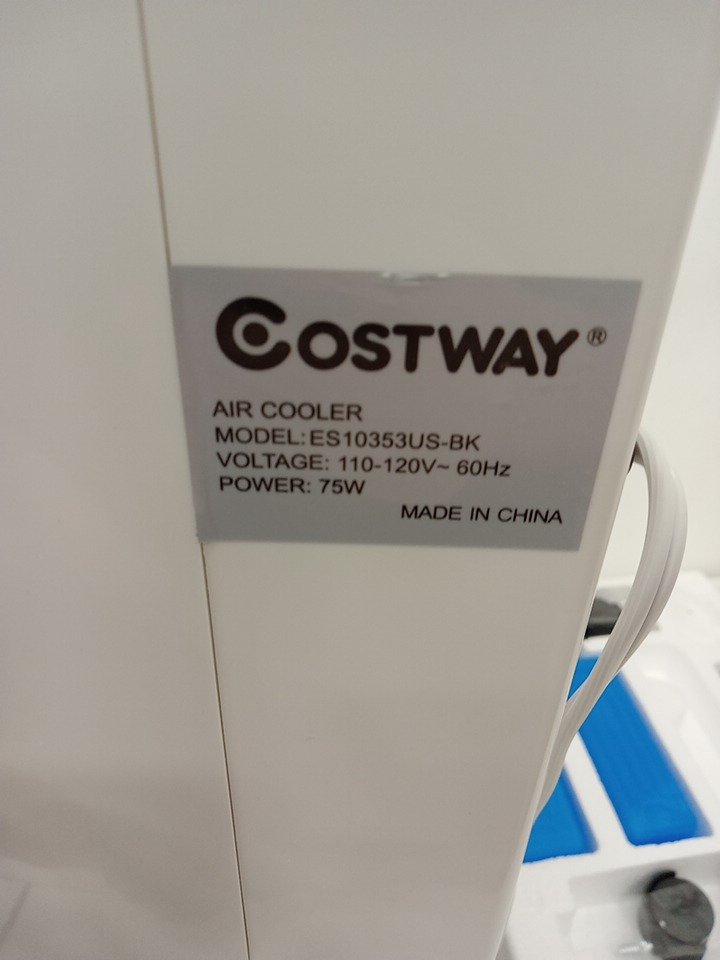 COSTWAY®
AIR COOLER
MODEL: ES10353US-BK
VOLTAGE: 110-120V~ 60Hz
POWER: 75W
MADE IN CHINA